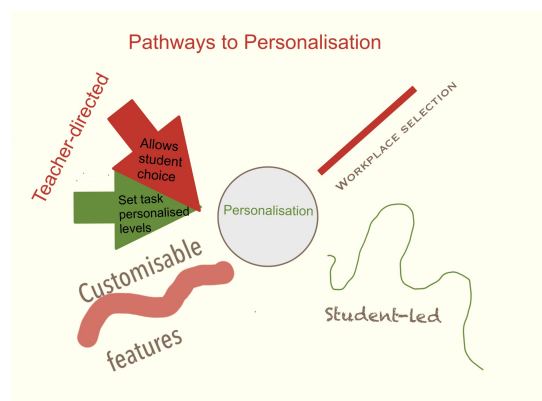 Pathways to Personalisation
Teacher-directed
Allows
student
choice
Set task
personalised
levels
Personalisation
WORKPLACE SELECTION
Customisable
features
Student-led